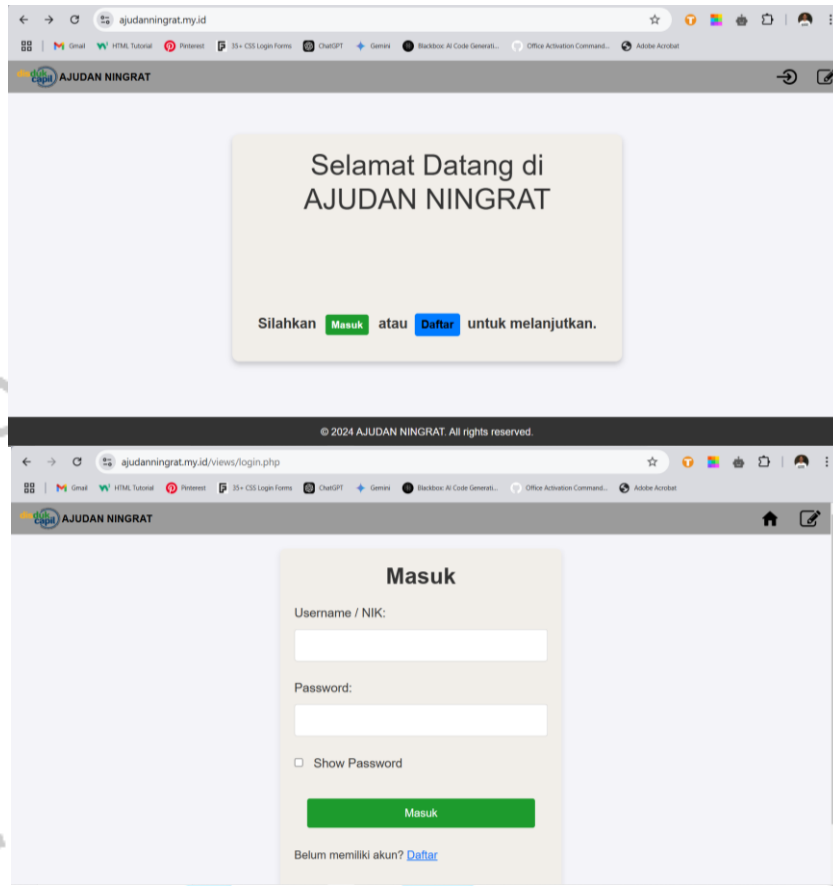 ajudanningrat.my.id
Gmail HTML Tutorial Pinterest 35+ CSS Login Forms ChatGPT Gemini Blackbox: AI Code Generati... Office Activation Command... Adobe Acrobat
dukcapil AJUDAN NINGRAT
Selamat Datang di
AJUDAN NINGRAT
Silahkan Masuk atau Daftar untuk melanjutkan.
© 2024 AJUDAN NINGRAT. All rights reserved.
ajudanningrat.my.id/views/login.php
Gmail HTML Tutorial Pinterest 35+ CSS Login Forms ChatGPT Gemini Blackbox: AI Code Generati... Office Activation Command... Adobe Acrobat
dukcapil AJUDAN NINGRAT
Masuk
Username / NIK:
Password:
Show Password
Masuk
Belum memiliki akun? Daftar